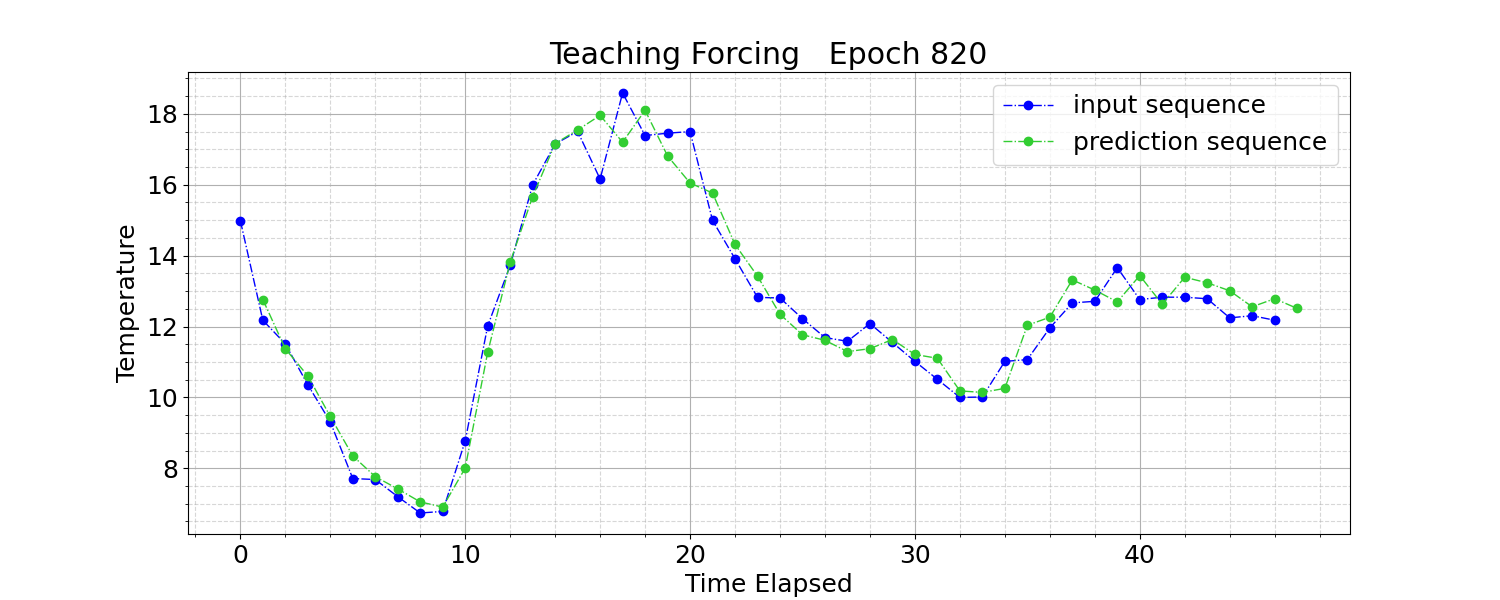 Teaching Forcing   Epoch 820
input sequence
prediction sequence
Temperature
18
16
14
12
10
8
0 10 20 30 40
Time Elapsed